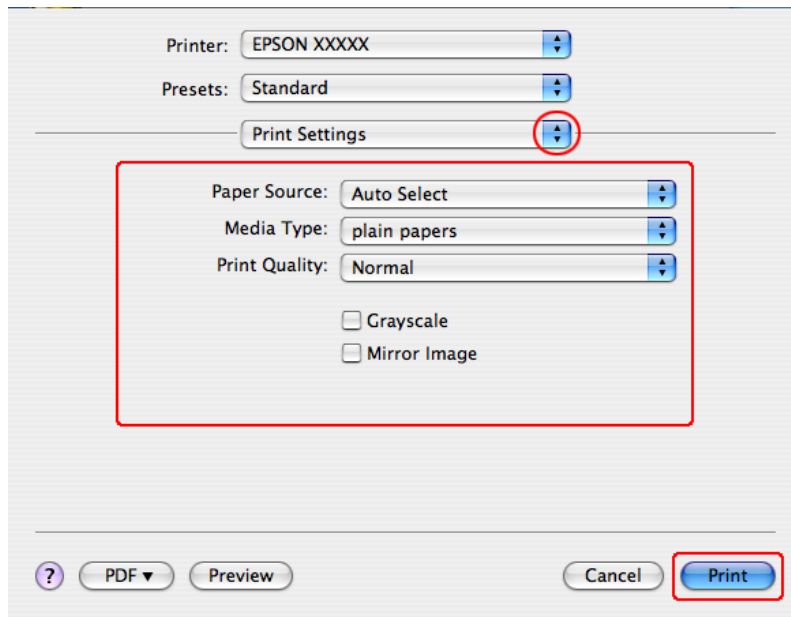 Printer: EPSON XXXXX
Presets: Standard
Print Settings
Paper Source: Auto Select
Media Type: plain papers
Print Quality: Normal
Grayscale
Mirror Image
? PDF ▼ Preview Cancel Print